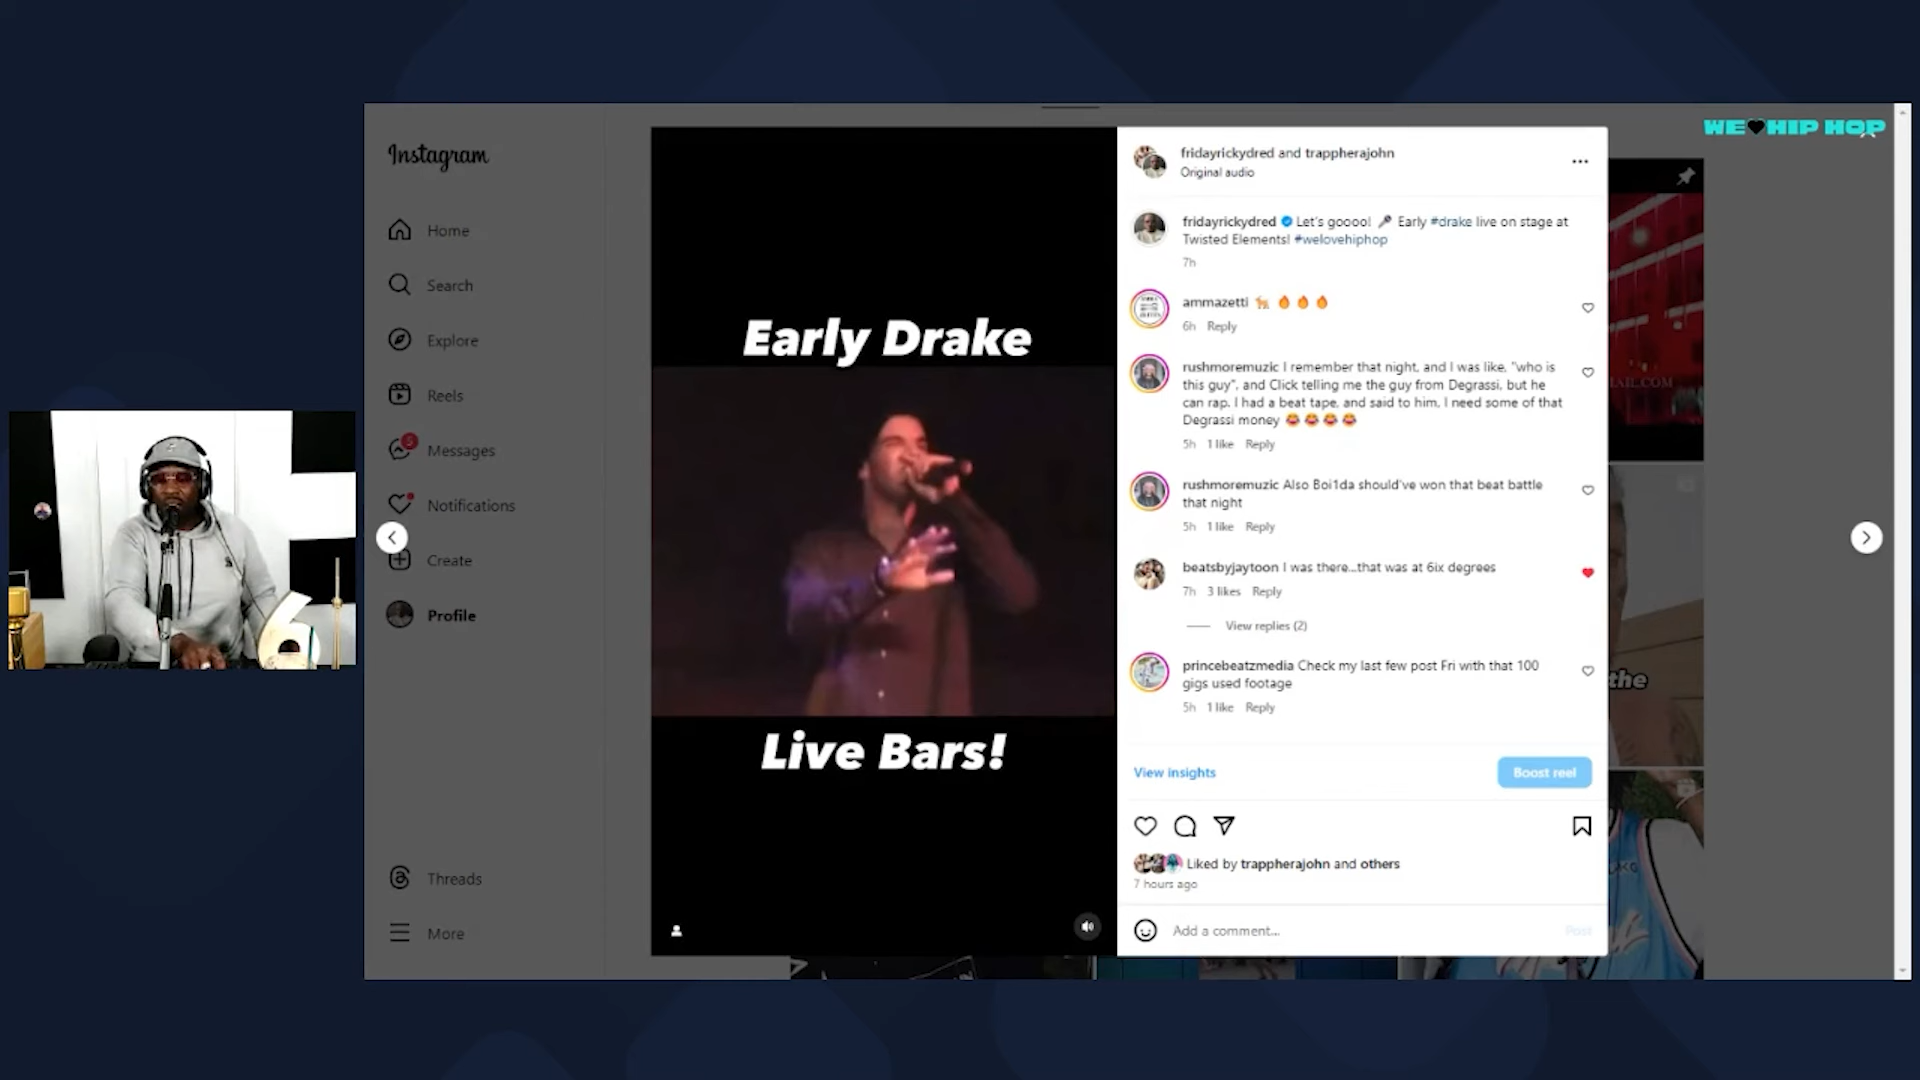 WE HIP HOP
Instagram
Home
Search
Explore
Reels
5
Messages
Notifications
Create
Profile
Threads
More
Early Drake
Live Bars!
fridayrickydred and trappherajohn
Original audio
fridayrickydred Let's goooo! 🎤 Early #drake live on stage at
Twisted Elements! #welovehiphop
7h
ammazetti 🐐 🔥 🔥 🔥
6h Reply
rushmoremuzic I remember that night, and I was like, "who is
this guy", and Click telling me the guy from Degrassi, but he
can rap. I had a beat tape, and said to him, I need some of that
Degrassi money 😂 😂 😂 😂
5h 1 like Reply
rushmoremuzic Also Boi1da should've won that beat battle
that night
5h 1 like Reply
beatsbyjaytoon I was there...that was at 6ix degrees
7h 3 likes Reply
View replies (2)
princebeatzmedia Check my last few post Fri with that 100
gigs used footage
5h 1 like Reply
View insights
Boost reel
Liked by trappherajohn and others
7 hours ago
Add a comment...
Post
the
6